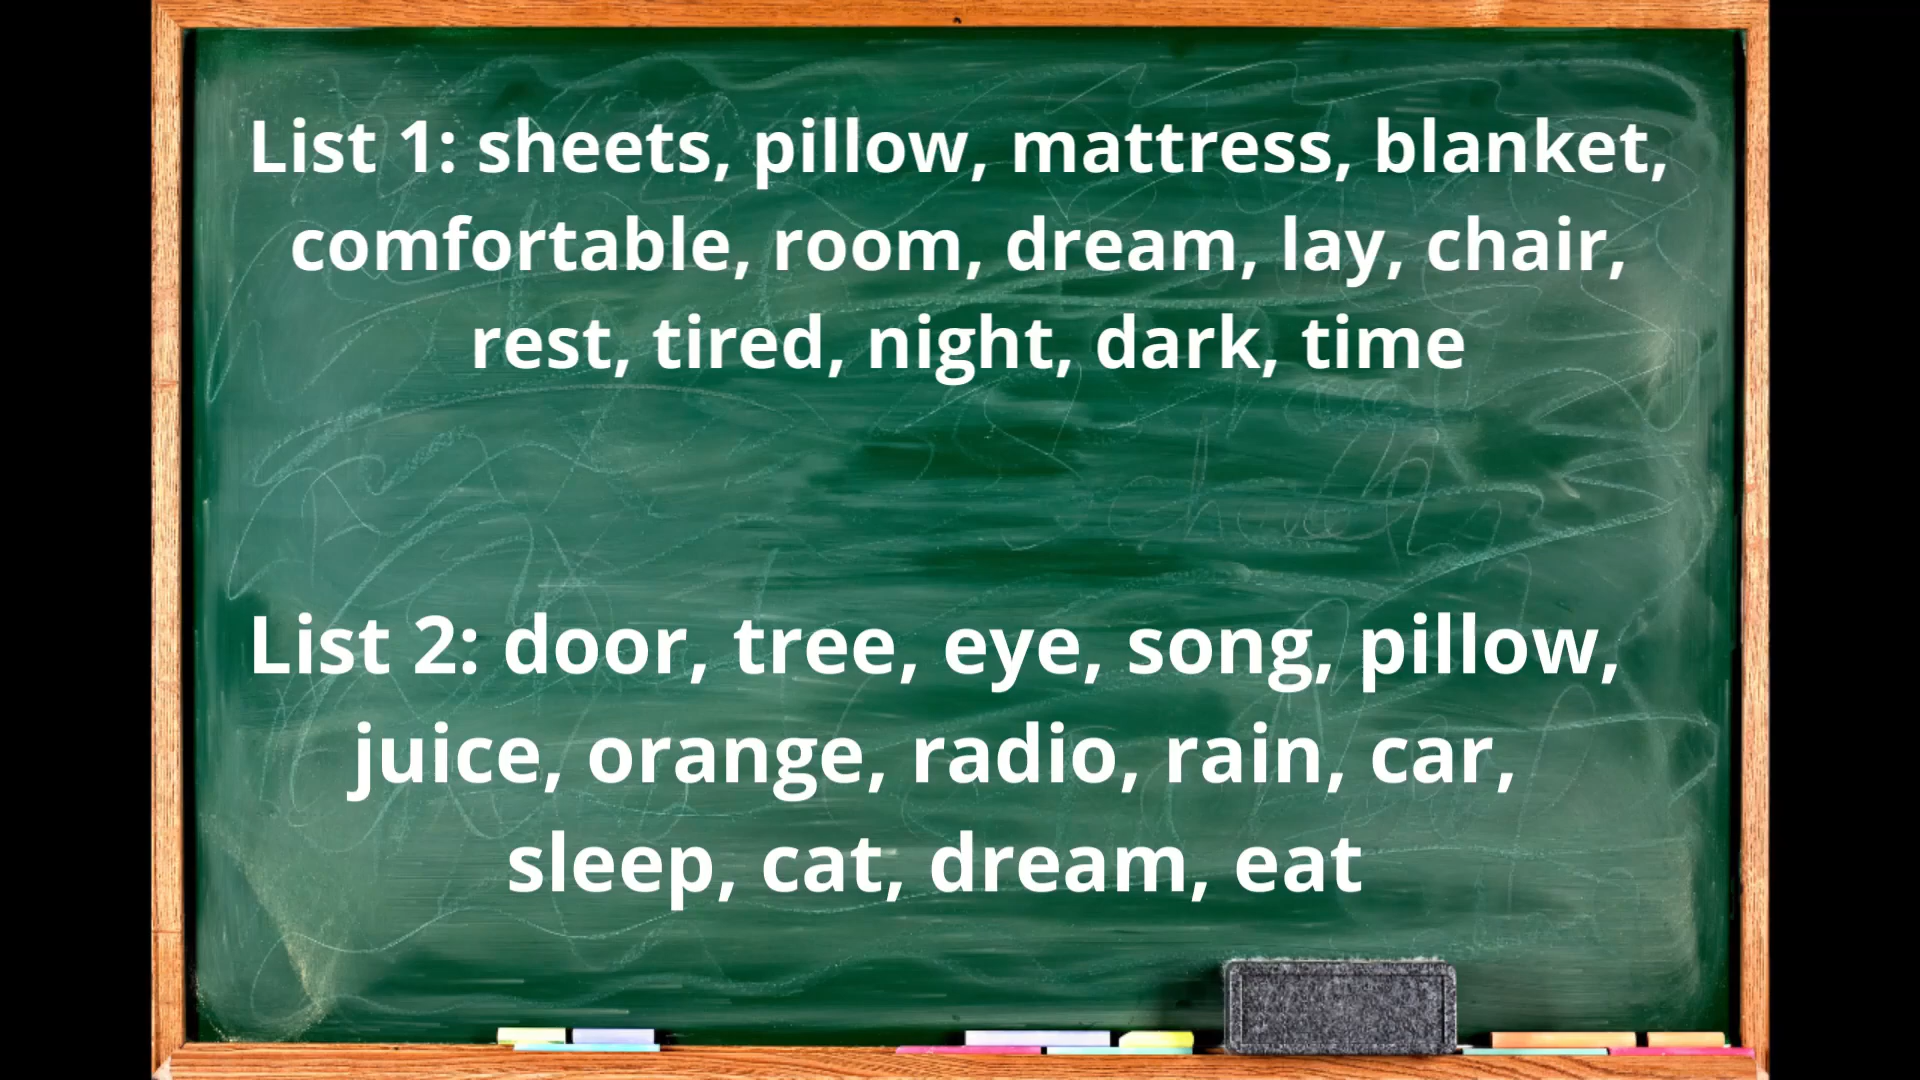 List 1: sheets, pillow, mattress, blanket,
comfortable, room, dream, lay, chair,
rest, tired, night, dark, time
List 2: door, tree, eye, song, pillow,
juice, orange, radio, rain, car,
sleep, cat, dream, eat